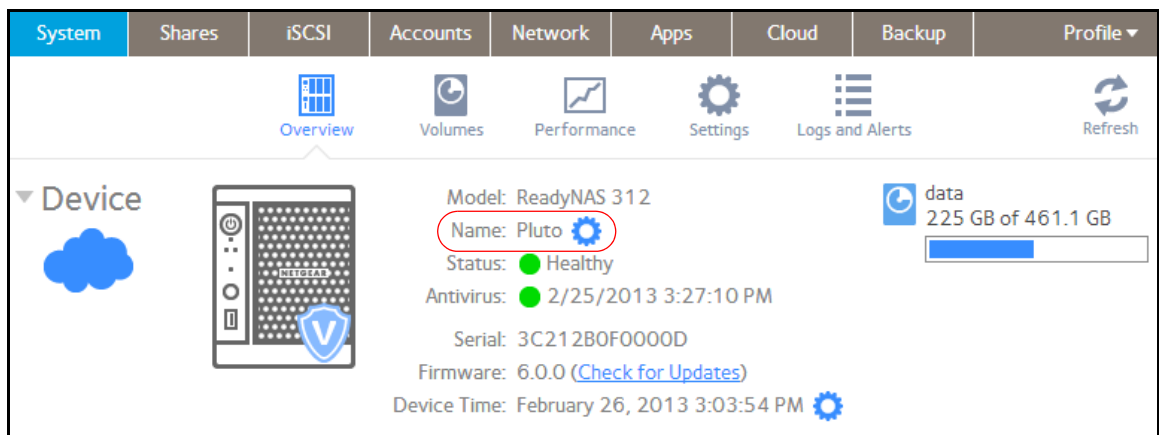 System Shares iSCSI Accounts Network Apps Cloud Backup Profile ▾
Overview Volumes Performance Settings Logs and Alerts Refresh
Device
NETGEAR
V
Model: ReadyNAS 312
Name: Pluto
Status: Healthy
Antivirus: 2/25/2013 3:27:10 PM
Serial: 3C212B0F0000D
Firmware: 6.0.0 (Check for Updates)
Device Time: February 26, 2013 3:03:54 PM
data
225 GB of 461.1 GB